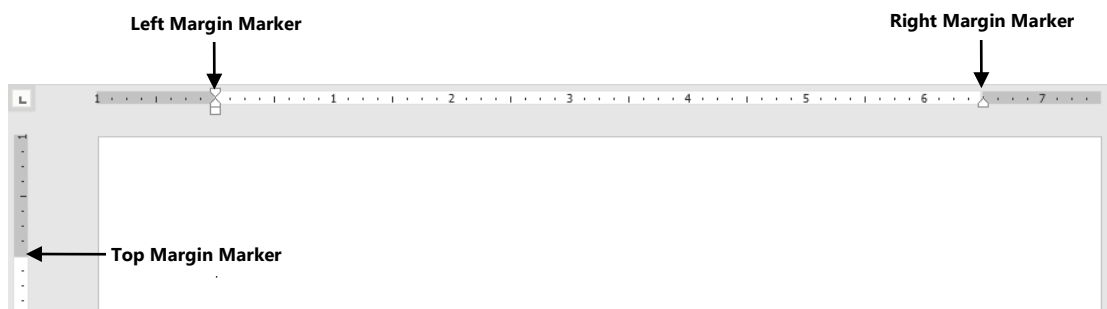 Left Margin Marker
Right Margin Marker
L
1 1 2 3 4 5 6 7
1
Top Margin Marker